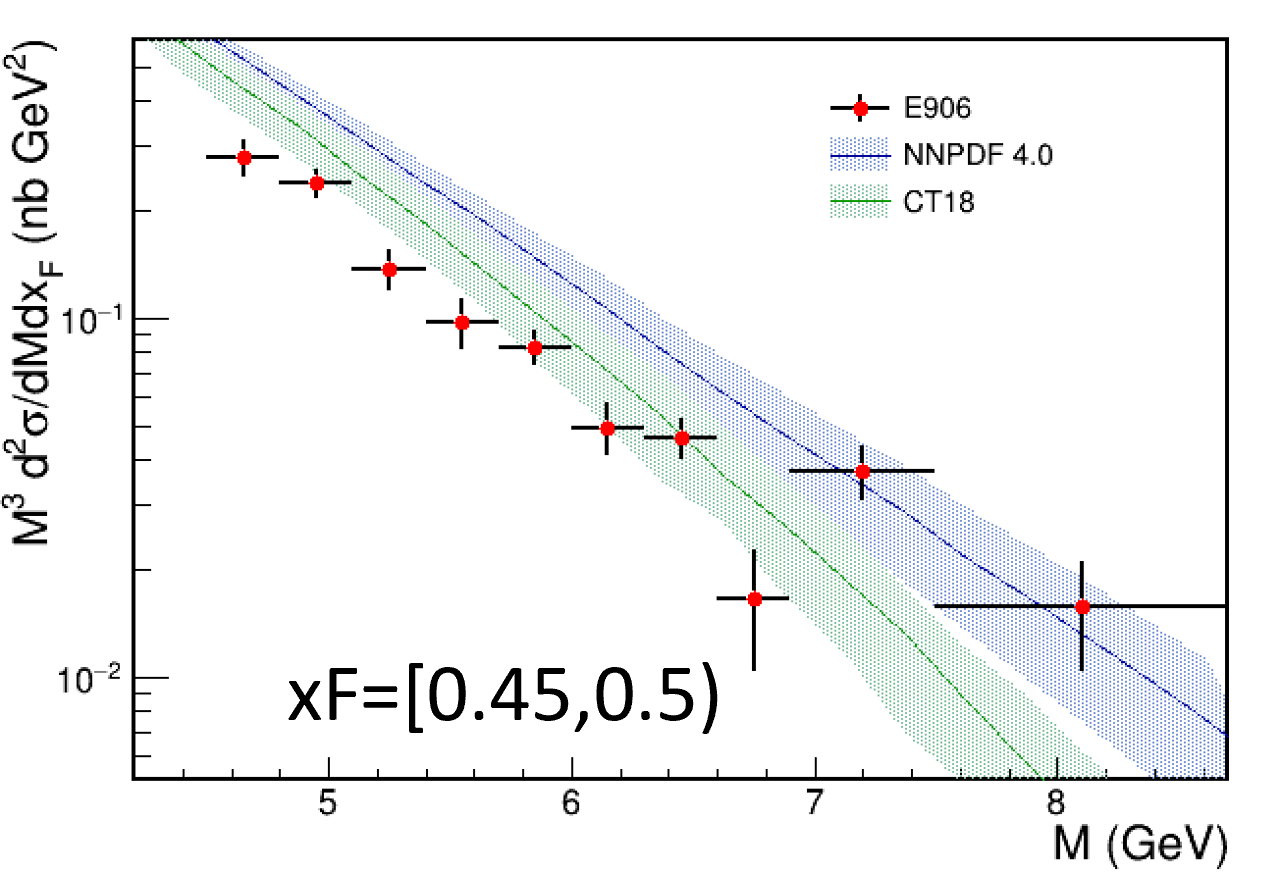 M³ d²σ/dMdx_F (nb GeV²)
E906
NNPDF 4.0
CT18
10⁻¹
10⁻²
xF=[0.45,0.5)
5 6 7 8
M (GeV)